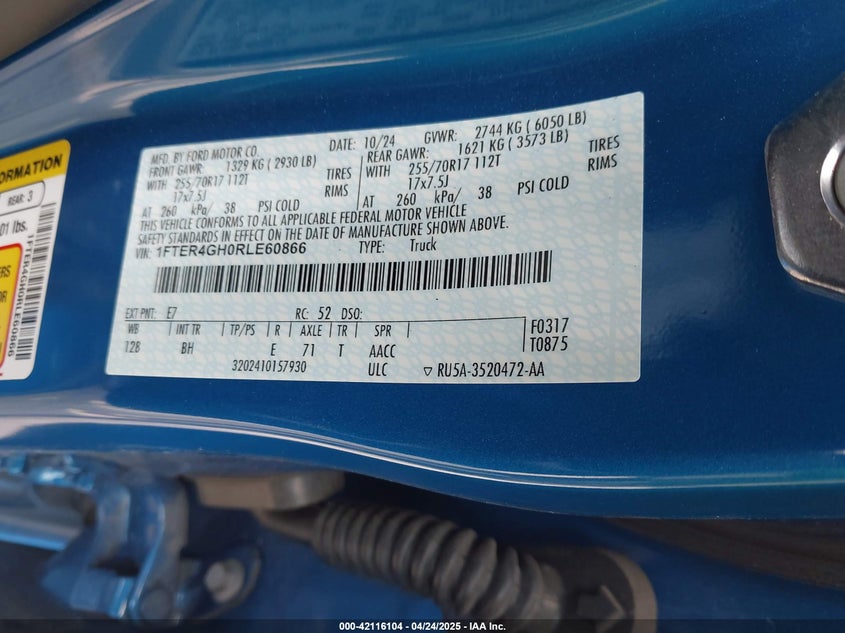 ORMATION
REAR: 3
01 lbs.
1FTER4GH0RLE60866
MFD. BY FORD MOTOR CO.
DATE: 10/24 GVWR: 2744 KG ( 6050 LB)
FRONT GAWR: 1329 KG ( 2930 LB) REAR GAWR: 1621 KG ( 3573 LB)
WITH 255/70R17 112T TIRES WITH 255/70R17 112T TIRES
17x7.5J RIMS 17x7.5J RIMS
AT 260 kPa/ 38 PSI COLD AT 260 kPa/ 38 PSI COLD
THIS VEHICLE CONFORMS TO ALL APPLICABLE FEDERAL MOTOR VEHICLE
SAFETY STANDARDS IN EFFECT ON THE DATE OF MANUFACTURE SHOWN ABOVE.
VIN: 1FTER4GH0RLE60866 TYPE: Truck
EXT PNT: E7 RC: 52 DSO:
WB INT TR TP/PS R AXLE TR SPR F0317
128 BH E 71 T AACC T0875
3202410157930 ULC ▽ RU5A-3520472-AA
000-42116104 - 04/24/2025 - IAA Inc.